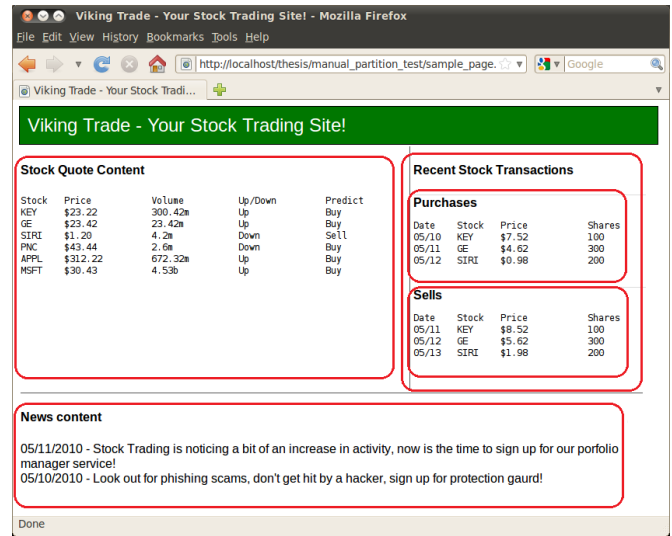 Viking Trade - Your Stock Trading Site! - Mozilla Firefox
File Edit View History Bookmarks Tools Help
http://localhost/thesis/manual_partition_test/sample_page. Google
Viking Trade - Your Stock Tradi...
Viking Trade - Your Stock Trading Site!
Stock Quote Content
Stock Price Volume Up/Down Predict
KEY $23.22 300.42m Up Buy
GE $23.42 23.42m Up Buy
SIRI $1.20 4.2m Down Sell
PNC $43.44 2.6m Down Buy
APPL $312.22 672.32m Up Buy
MSFT $30.43 4.53b Up Buy
Recent Stock Transactions
Purchases
Date Stock Price Shares
05/10 KEY $7.52 100
05/11 GE $4.62 300
05/12 SIRI $0.98 200
Sells
Date Stock Price Shares
05/11 KEY $8.52 100
05/12 GE $5.62 300
05/13 SIRI $1.98 200
News content
05/11/2010 - Stock Trading is noticing a bit of an increase in activity, now is the time to sign up for our porfolio
manager service!
05/10/2010 - Look out for phishing scams, don't get hit by a hacker, sign up for protection gaurd!
Done